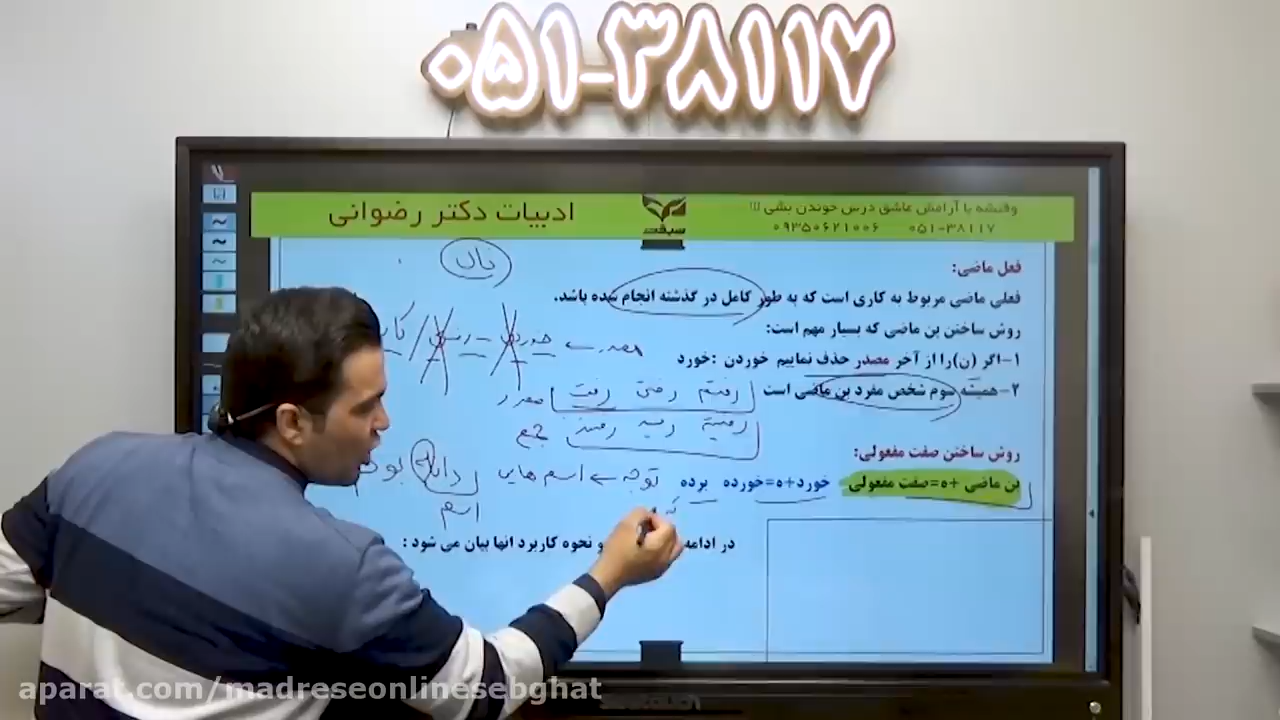 ۰۵۱-۳۸۱۱۷
وقتشه با آرامش عاشق درس خوندن بشی !!!
۰۵۱-۳۸۱۱۷ ۰۹۳۵۰۶۲۱۰۰۶
سبقت
ادبیات دکتر رضوانی
فعل ماضی:
فعلی ماضی مربوط به کاری است که به طور کامل در گذشته انجام شده باشد.
روش ساختن بن ماضی که بسیار مهم است:
۱-اگر (ن)را از آخر مصدر حذف نماییم خوردن :خورد
مصدر ←
۲-همیشه سوم شخص مفرد بن ماضی است
رفتم رفتی رفت
مفرد
رفتیم رفتید رفتند جمع
روش ساختن صفت مفعولی:
بن ماضی +ه=صفت مفعولی خورد+ه=خورده برده
توجه ← اسم هایی
اسم
در ادامه و نحوه کاربرد انها بیان می شود :
aparat.com/madreseonlinesebghat